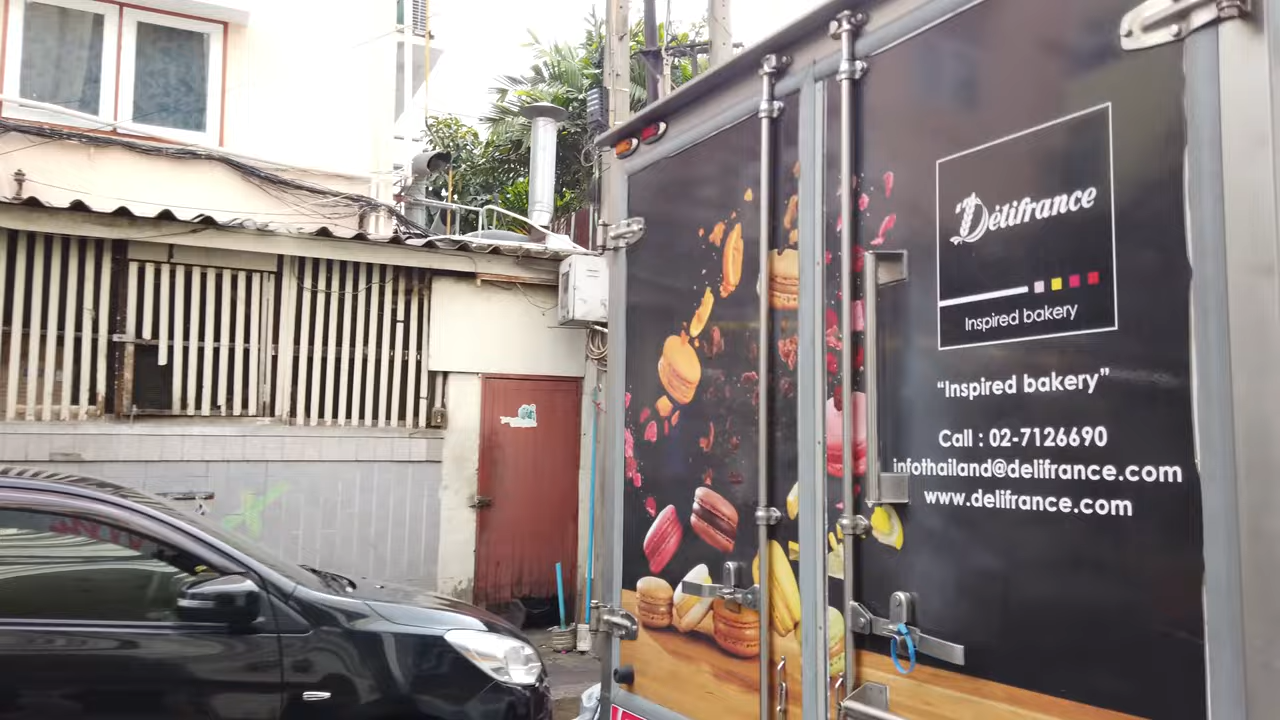 Délifrance
Inspired bakery
“Inspired bakery”
Call : 02-7126690
infothailand@delifrance.com
www.delifrance.com